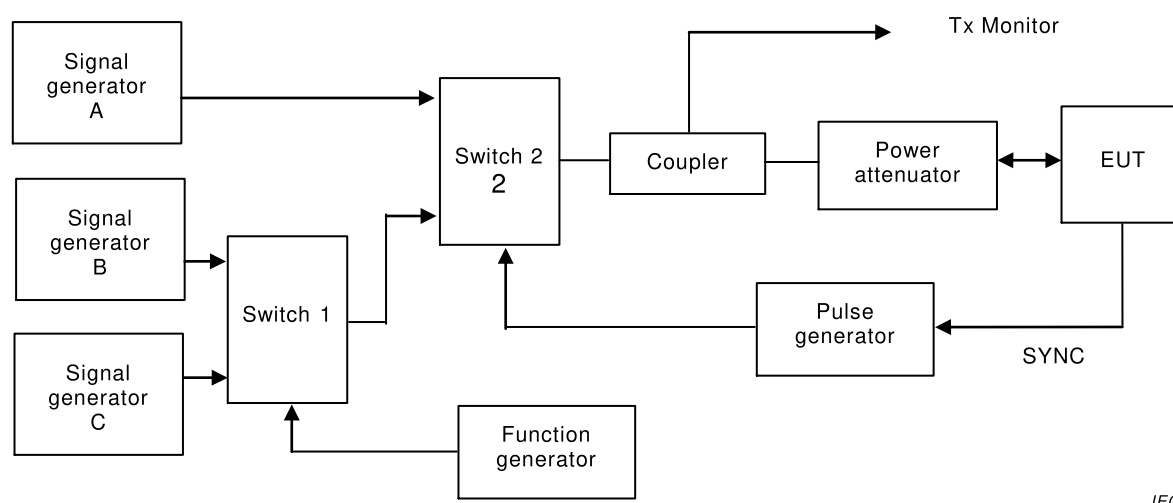 Tx Monitor
Signal
generator
A
Switch 2
2
Coupler
Power
attenuator
EUT
Signal
generator
B
Switch 1
Pulse
generator
SYNC
Signal
generator
C
Function
generator